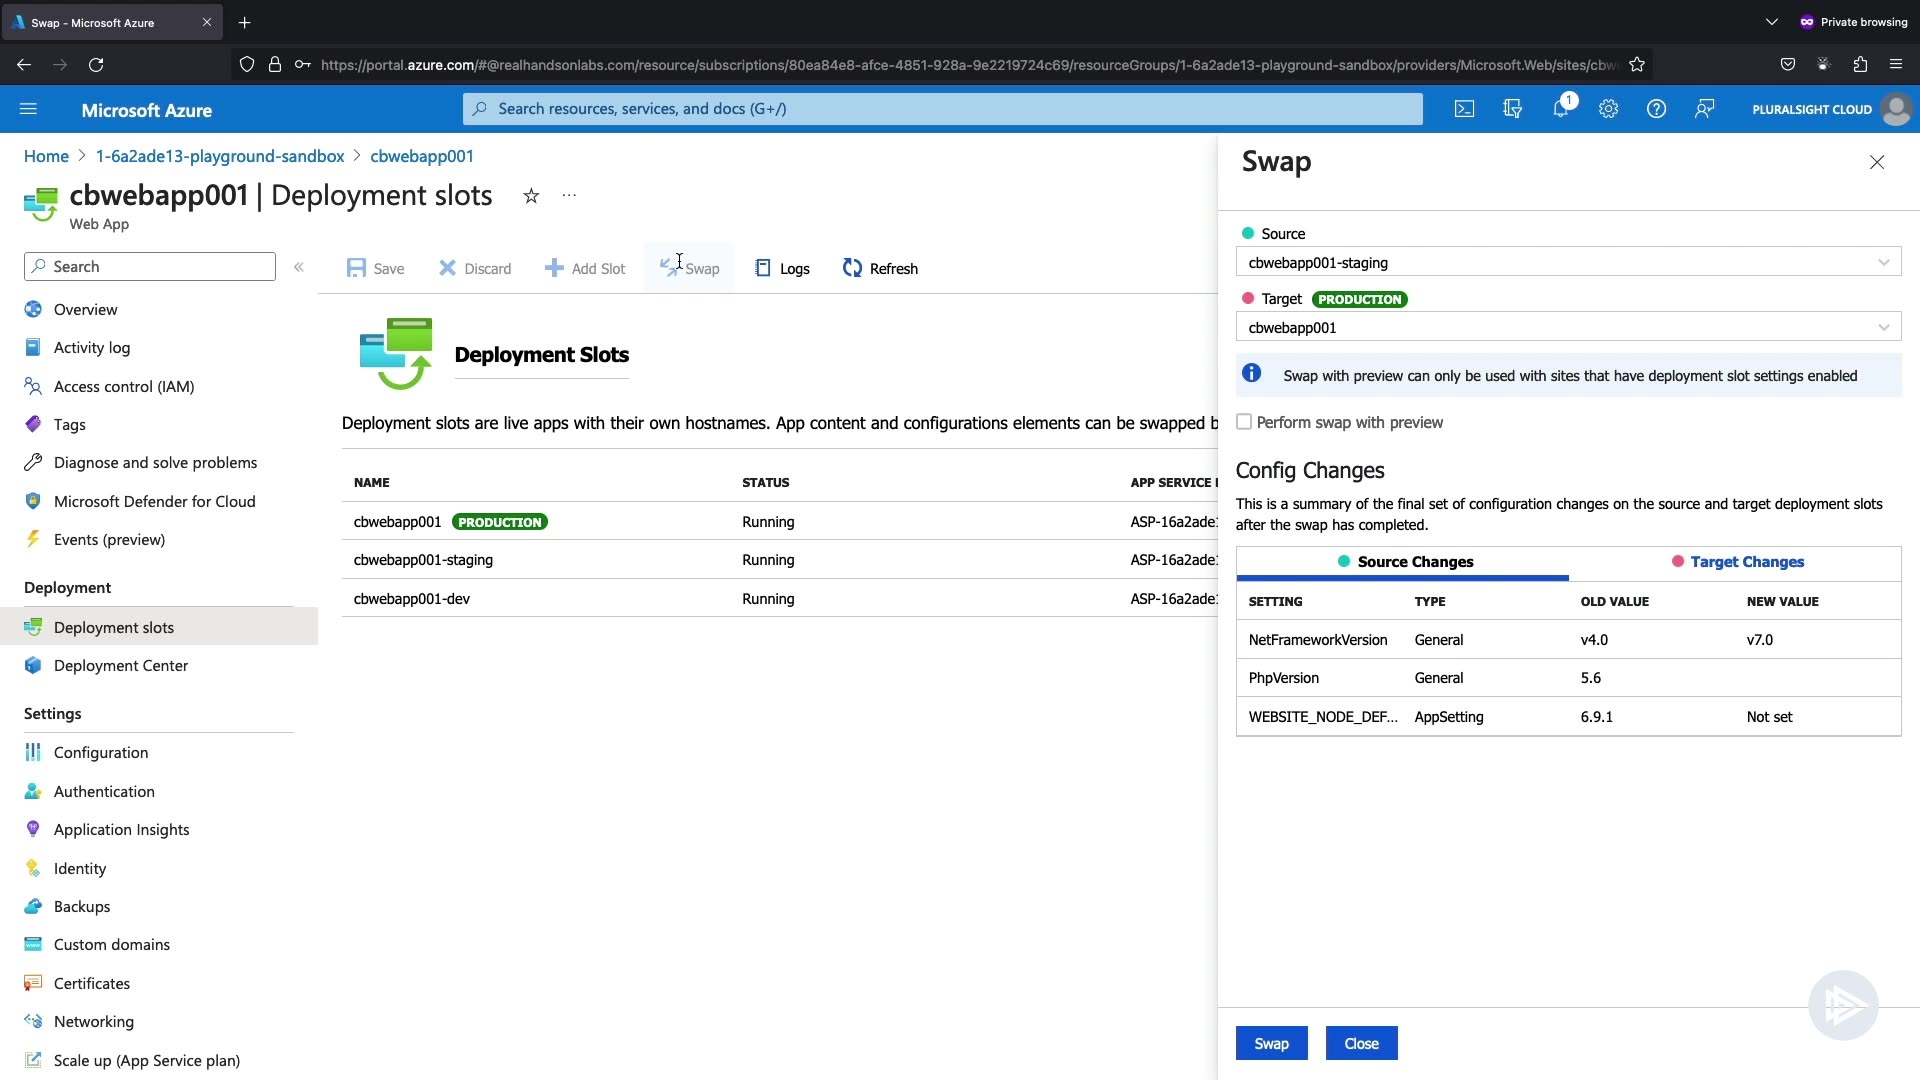 Swap - Microsoft Azure
Private browsing
https://portal.azure.com/#@realhandsonlabs.com/resource/subscriptions/80ea84e8-afce-4851-928a-9e2219724c69/resourceGroups/1-6a2ade13-playground-sandbox/providers/Microsoft.Web/sites/cbw
Microsoft Azure
Search resources, services, and docs (G+/)
1
PLURALSIGHT CLOUD
Home > 1-6a2ade13-playground-sandbox > cbwebapp001
cbwebapp001 | Deployment slots
Web App
Search
Overview
Activity log
Access control (IAM)
Tags
Diagnose and solve problems
Microsoft Defender for Cloud
Events (preview)
Deployment
Deployment slots
Deployment Center
Settings
Configuration
Authentication
Application Insights
Identity
Backups
Custom domains
Certificates
Networking
Scale up (App Service plan)
Save Discard Add Slot Swap Logs Refresh
Deployment Slots
Deployment slots are live apps with their own hostnames. App content and configurations elements can be swapped b
NAME STATUS APP SERVICE
cbwebapp001 PRODUCTION Running ASP-16a2ade1
cbwebapp001-staging Running ASP-16a2ade1
cbwebapp001-dev Running ASP-16a2ade1
Swap
Source
cbwebapp001-staging
Target PRODUCTION
cbwebapp001
Swap with preview can only be used with sites that have deployment slot settings enabled
Perform swap with preview
Config Changes
This is a summary of the final set of configuration changes on the source and target deployment slots
after the swap has completed.
Source Changes Target Changes
SETTING TYPE OLD VALUE NEW VALUE
NetFrameworkVersion General v4.0 v7.0
PhpVersion General 5.6
WEBSITE_NODE_DEF... AppSetting 6.9.1 Not set
Swap Close